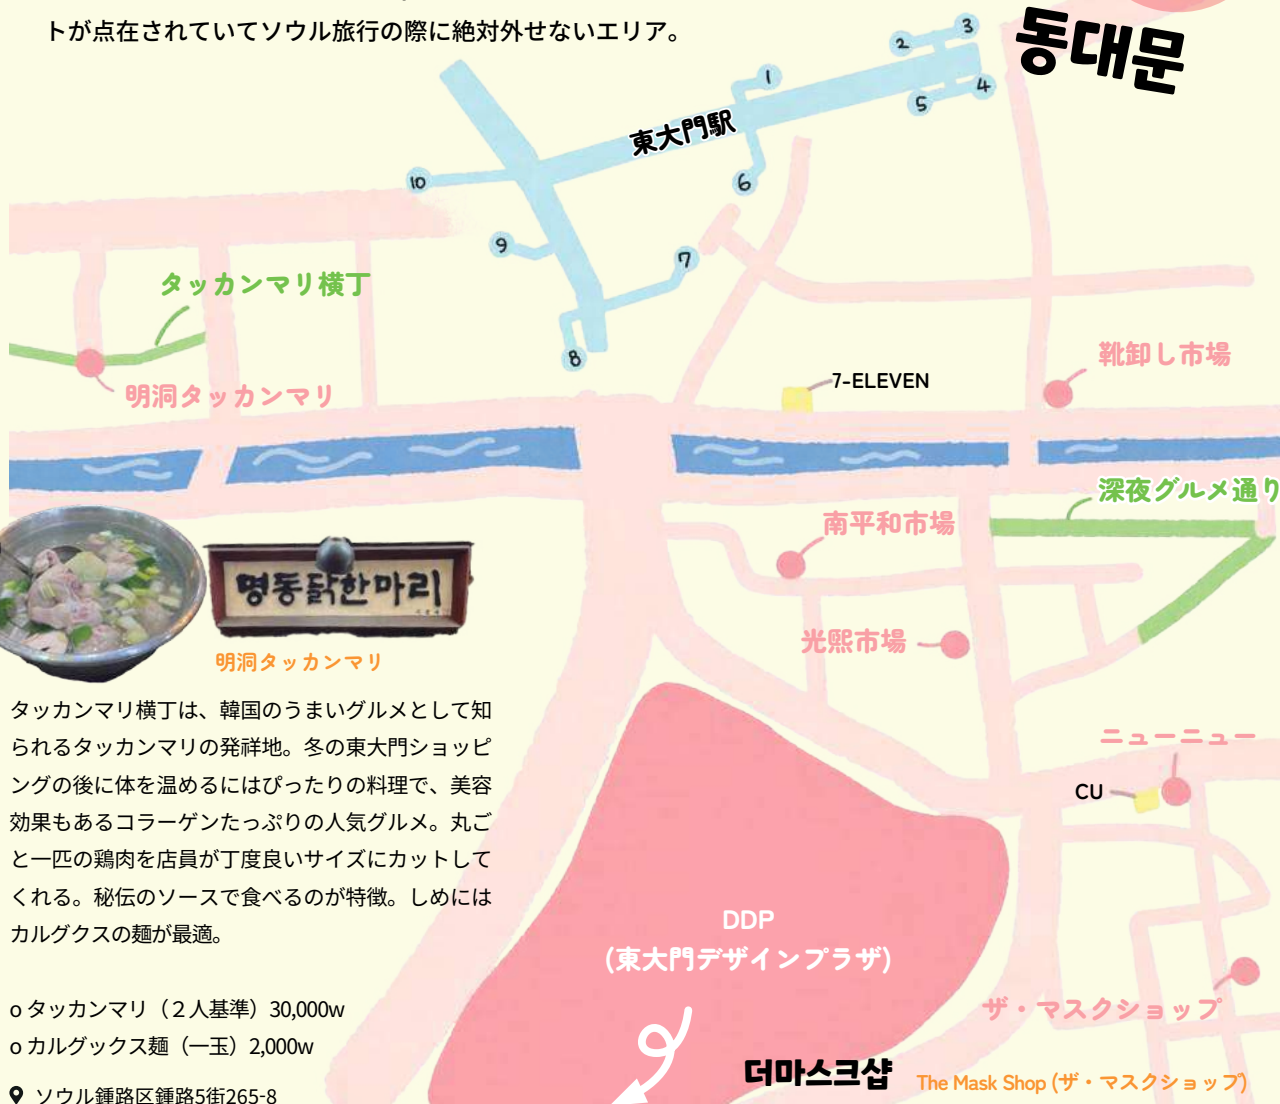 トが点在されていてソウル旅行の際に絶対外せないエリア。
동대문
3
2
1
4
5
東大門駅
6
10
9
7
8
タッカンマリ横丁
明洞タッカンマリ
7-ELEVEN
靴卸し市場
深夜グルメ通り
南平和市場
光熙市場
명동닭한마리
明洞タッカンマリ
タッカンマリ横丁は、韓国のうまいグルメとして知
られるタッカンマリの発祥地。冬の東大門ショッピ
ングの後に体を温めるにはぴったりの料理で、美容
効果もあるコラーゲンたっぷりの人気グルメ。丸ご
と一匹の鶏肉を店員が丁度良いサイズにカットして
くれる。秘伝のソースで食べるのが特徴。しめには
カルグクスの麺が最適。
o タッカンマリ（２人基準）30,000w
o カルグックス麺（一玉）2,000w
ソウル鍾路区鍾路5街265-8
ニューニュー
CU
DDP
(東大門デザインプラザ)
ザ・マスクショップ
더마스크샵
The Mask Shop (ザ・マスクショップ)